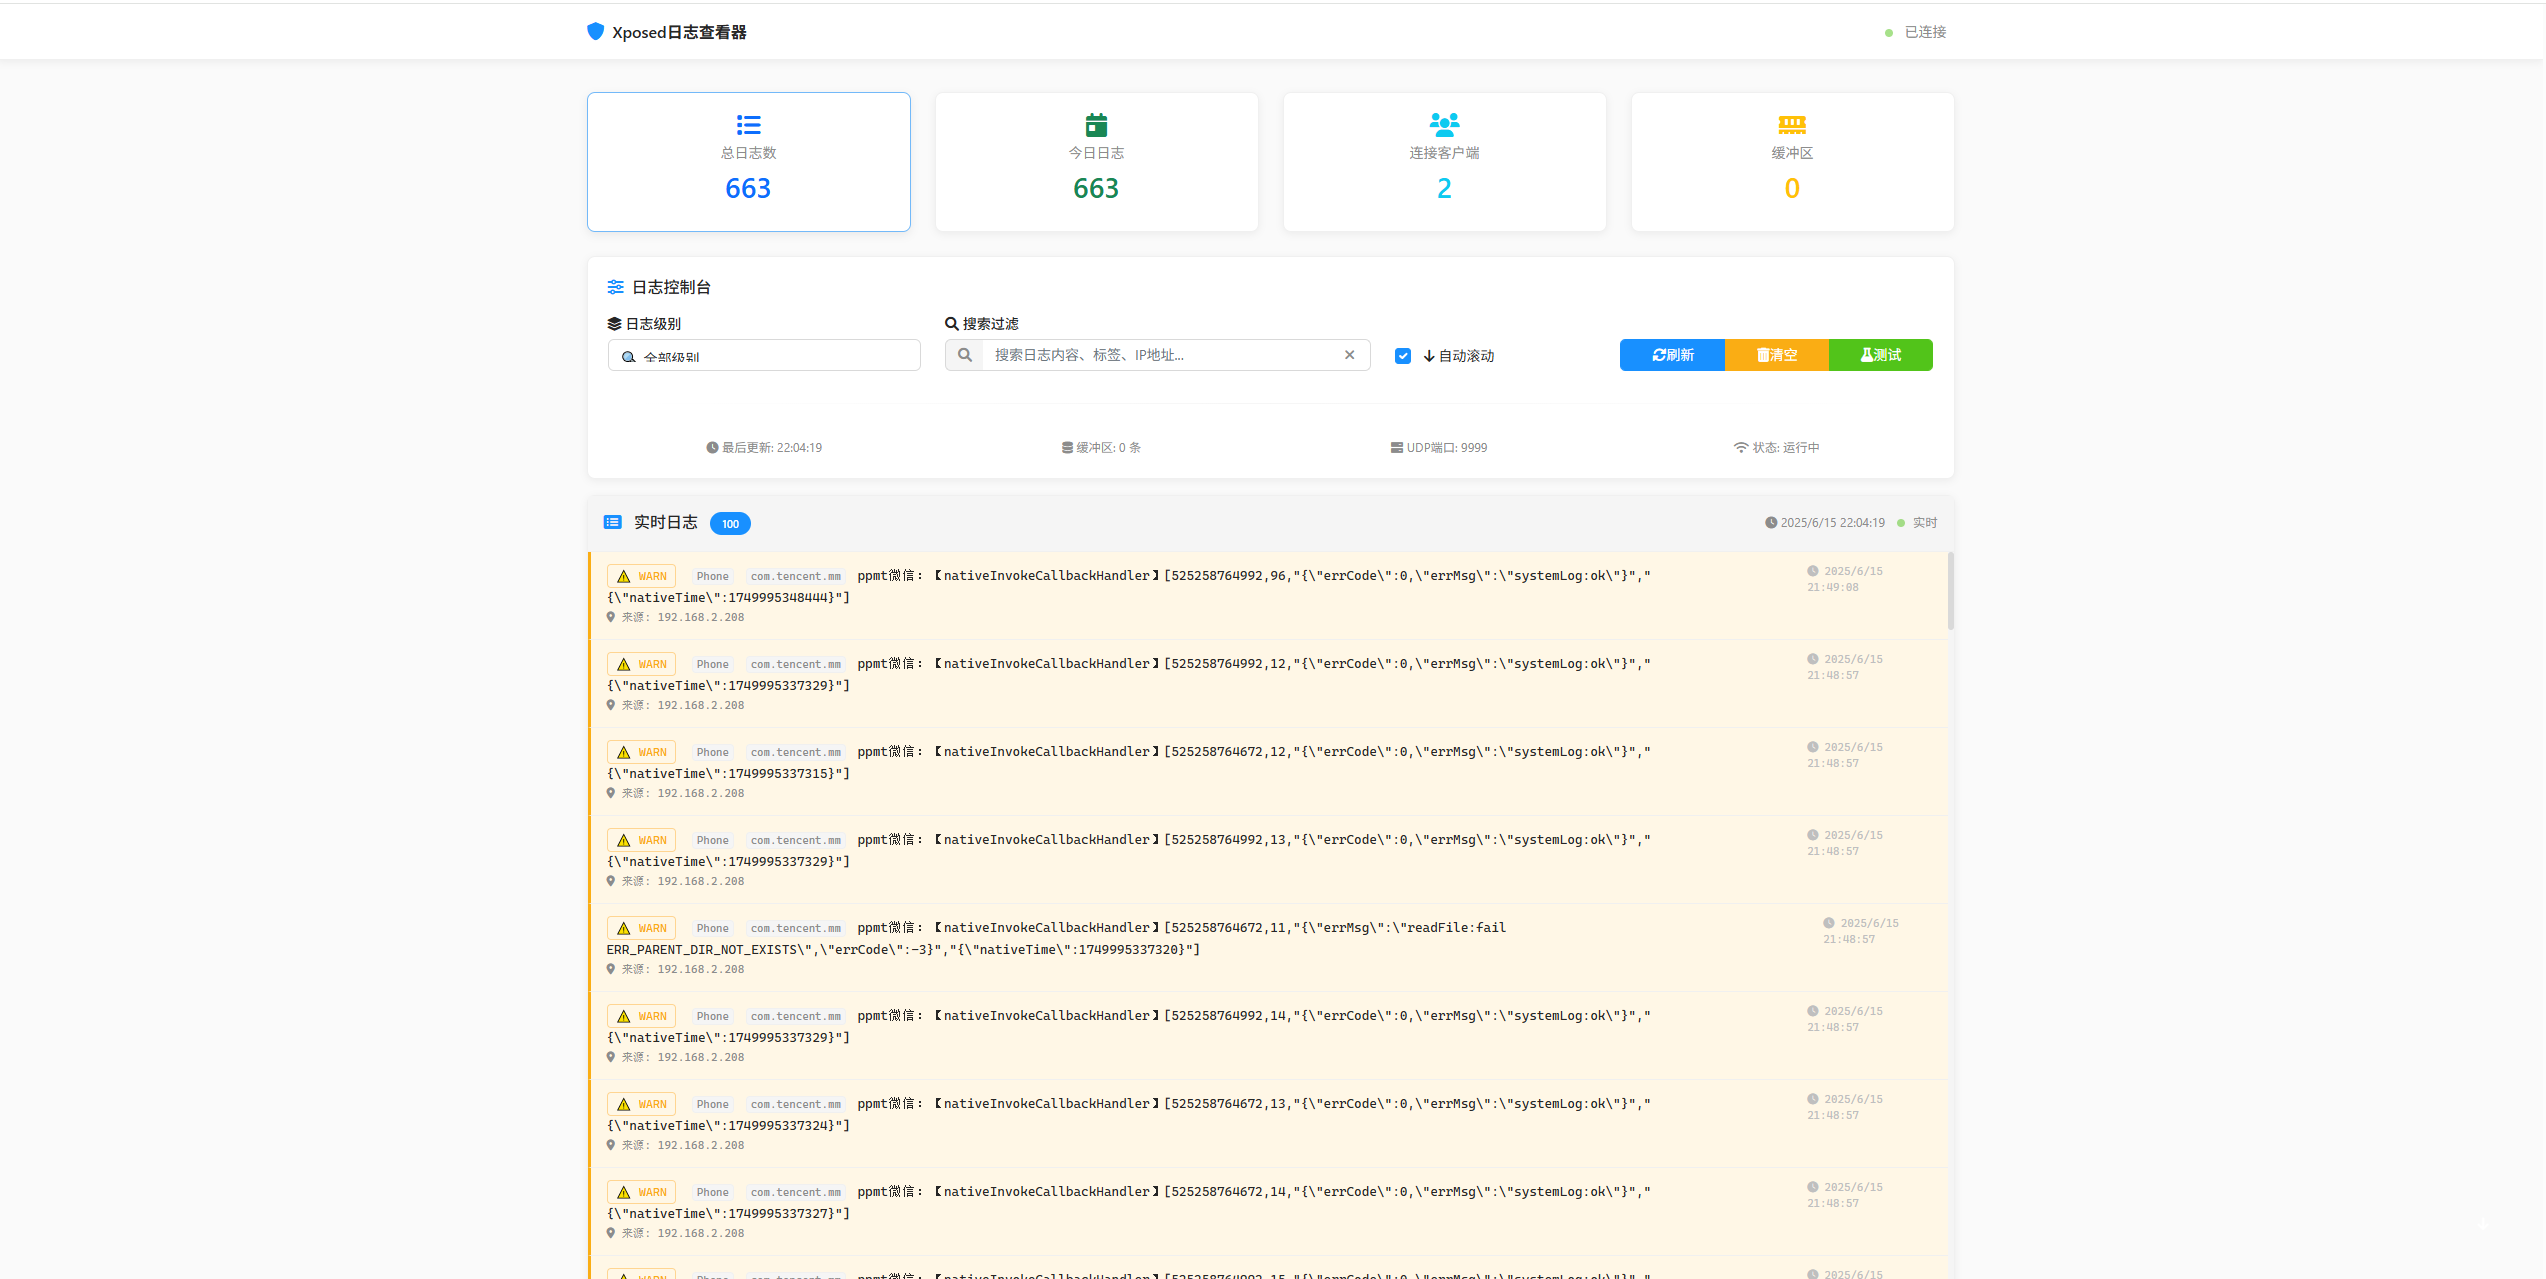 Xposed日志查看器
已连接
总日志数
663
今日日志
663
连接客户端
2
缓冲区
0
日志控制台
日志级别
全部级别
搜索过滤
搜索日志内容、标签、IP地址...
自动滚动
刷新
清空
测试
最后更新: 22:04:19
缓冲区: 0 条
UDP端口: 9999
状态: 运行中
实时日志 100
2025/6/15 22:04:19 实时
WARN Phone com.tencent.mm ppmt微信：【nativeInvokeCallbackHandler】[525258764992,96,"{\"errCode\":0,\"errMsg\":\"systemLog:ok\"}","
{\"nativeTime\":1749995348444}"]
来源: 192.168.2.208
2025/6/15
21:49:08
WARN Phone com.tencent.mm ppmt微信：【nativeInvokeCallbackHandler】[525258764992,12,"{\"errCode\":0,\"errMsg\":\"systemLog:ok\"}","
{\"nativeTime\":1749995337329}"]
来源: 192.168.2.208
2025/6/15
21:48:57
WARN Phone com.tencent.mm ppmt微信：【nativeInvokeCallbackHandler】[525258764672,12,"{\"errCode\":0,\"errMsg\":\"systemLog:ok\"}","
{\"nativeTime\":1749995337315}"]
来源: 192.168.2.208
2025/6/15
21:48:57
WARN Phone com.tencent.mm ppmt微信：【nativeInvokeCallbackHandler】[525258764992,13,"{\"errCode\":0,\"errMsg\":\"systemLog:ok\"}","
{\"nativeTime\":1749995337329}"]
来源: 192.168.2.208
2025/6/15
21:48:57
WARN Phone com.tencent.mm ppmt微信：【nativeInvokeCallbackHandler】[525258764672,11,"{\"errMsg\":\"readFile:fail
ERR_PARENT_DIR_NOT_EXISTS\",\"errCode\":-3}","{\"nativeTime\":1749995337320}"]
来源: 192.168.2.208
2025/6/15
21:48:57
WARN Phone com.tencent.mm ppmt微信：【nativeInvokeCallbackHandler】[525258764992,14,"{\"errCode\":0,\"errMsg\":\"systemLog:ok\"}","
{\"nativeTime\":1749995337329}"]
来源: 192.168.2.208
2025/6/15
21:48:57
WARN Phone com.tencent.mm ppmt微信：【nativeInvokeCallbackHandler】[525258764672,13,"{\"errCode\":0,\"errMsg\":\"systemLog:ok\"}","
{\"nativeTime\":1749995337324}"]
来源: 192.168.2.208
2025/6/15
21:48:57
WARN Phone com.tencent.mm ppmt微信：【nativeInvokeCallbackHandler】[525258764672,14,"{\"errCode\":0,\"errMsg\":\"systemLog:ok\"}","
{\"nativeTime\":1749995337327}"]
来源: 192.168.2.208
2025/6/15
21:48:57
WARN Phone com.tencent.mm ppmt微信：【nativeInvokeCallbackHandler】[525258764992,15,"{\"errCode\":0,\"errMsg\":\"systemLog:ok\"}","
2025/6/15